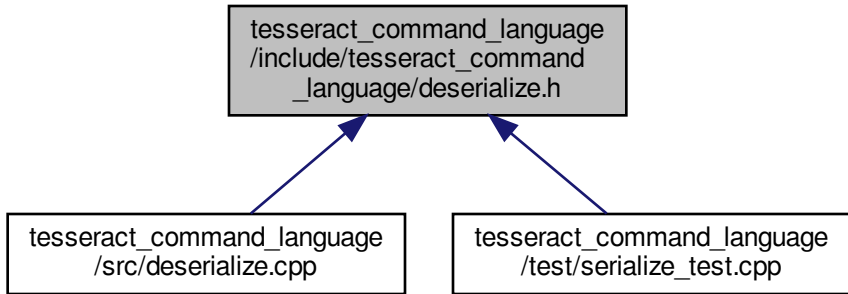 tesseract_command_language
/include/tesseract_command
_language/deserialize.h
tesseract_command_language
/src/deserialize.cpp
tesseract_command_language
/test/serialize_test.cpp